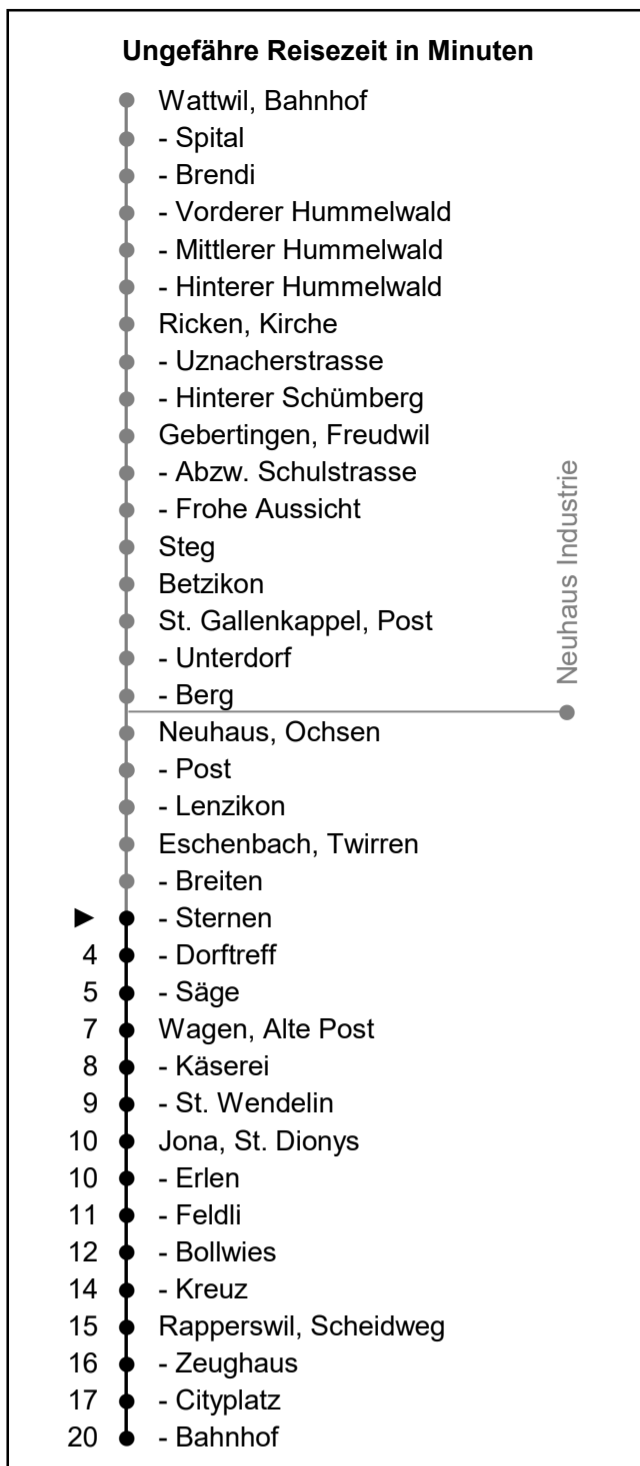 Ungefähre Reisezeit in Minuten
Wattwil, Bahnhof
- Spital
- Brendi
- Vorderer Hummelwald
- Mittlerer Hummelwald
- Hinterer Hummelwald
Ricken, Kirche
- Uznacherstrasse
- Hinterer Schümberg
Gebertingen, Freudwil
- Abzw. Schulstrasse
- Frohe Aussicht
Steg
Betzikon
St. Gallenkappel, Post
- Unterdorf
- Berg
Neuhaus Industrie
Neuhaus, Ochsen
- Post
- Lenzikon
Eschenbach, Twirren
- Breiten
► - Sternen
4 - Dorftreff
5 - Säge
7 Wagen, Alte Post
8 - Käserei
9 - St. Wendelin
10 Jona, St. Dionys
10 - Erlen
11 - Feldli
12 - Bollwies
14 - Kreuz
15 Rapperswil, Scheidweg
16 - Zeughaus
17 - Cityplatz
20 - Bahnhof